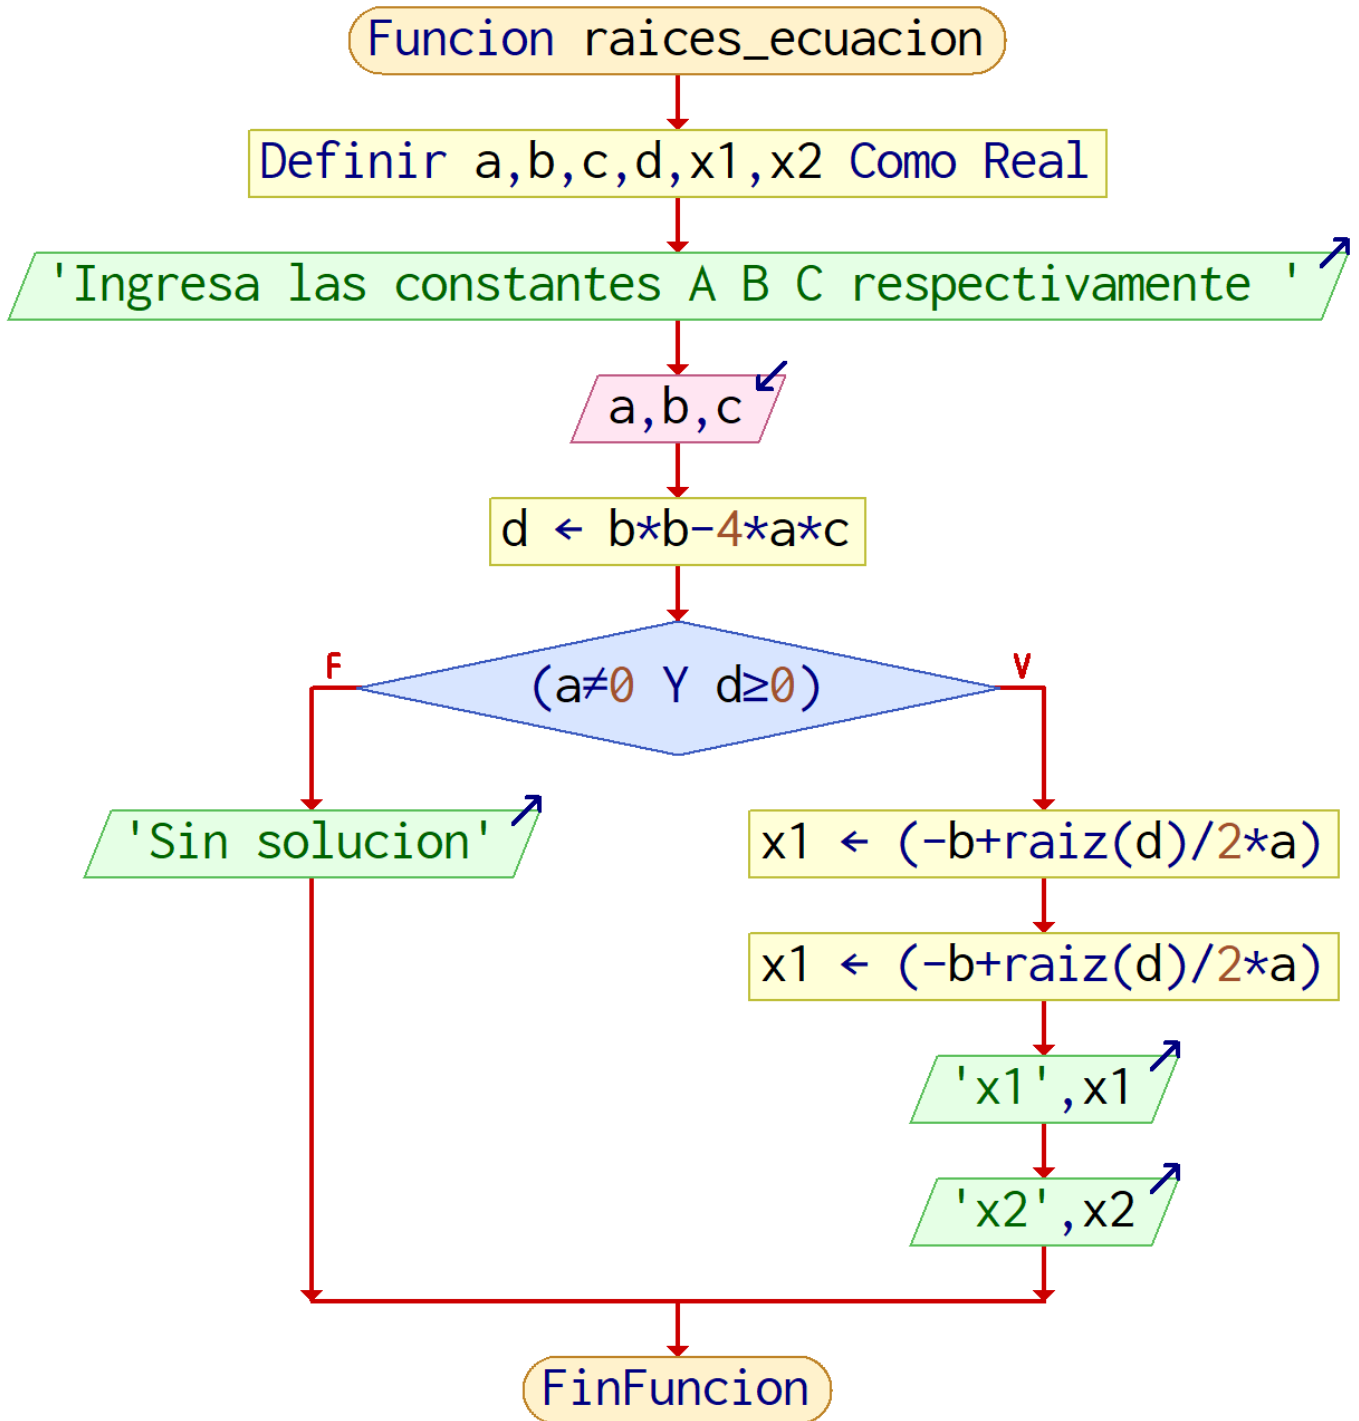 Funcion raices_ecuacion
Definir a,b,c,d,x1,x2 Como Real
'Ingresa las constantes A B C respectivamente '
a,b,c
d ← b*b-4*a*c
(a≠0 Y d≥0)
F
V
'Sin solucion'
x1 ← (-b+raiz(d)/2*a)
x1 ← (-b+raiz(d)/2*a)
'x1',x1
'x2',x2
FinFuncion